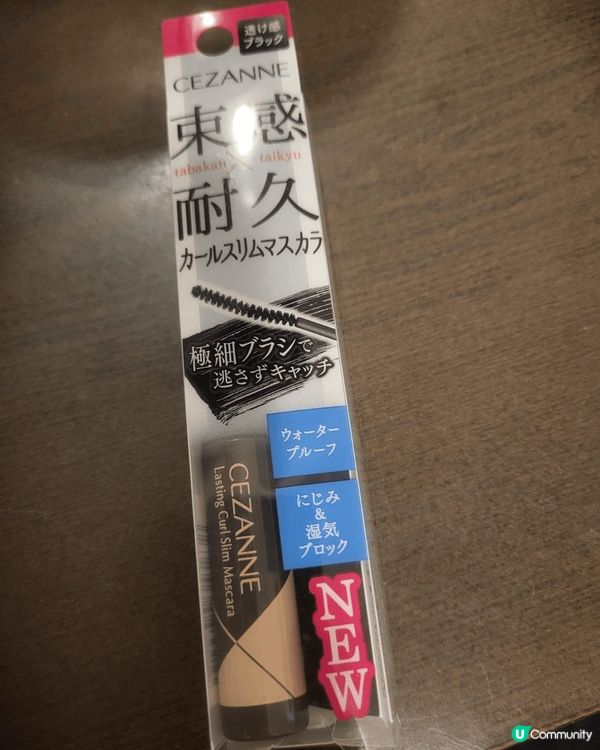 透け感
ブラック
CEZANNE
束感
tabakan × taikyu
耐久
カールスリムマスカラ
極細ブラシで
逃さずキャッチ
ウォーター
プルーフ
にじみ
&
湿気
ブロック
CEZANNE
Lasting Curl Slim Mascara
NEW
U Community